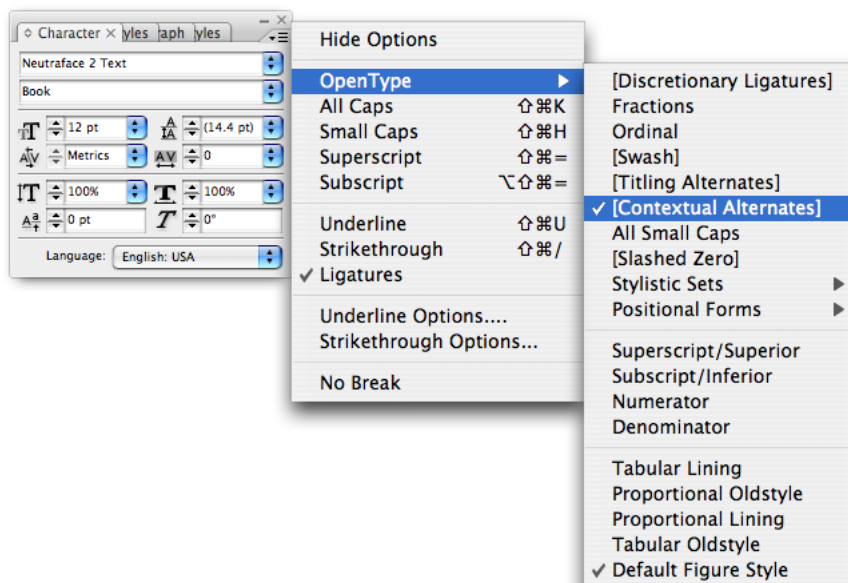 Character × yles aph yles
Neutraface 2 Text
Book
12 pt (14.4 pt)
Metrics 0
100% 100%
0 pt 0°
Language: English: USA
Hide Options
OpenType
All Caps ⇧⌘K
Small Caps ⇧⌘H
Superscript ⇧⌘=
Subscript ⌥⇧⌘=
Underline ⇧⌘U
Strikethrough ⇧⌘/
✓ Ligatures
Underline Options....
Strikethrough Options...
No Break
[Discretionary Ligatures]
Fractions
Ordinal
[Swash]
[Titling Alternates]
✓ [Contextual Alternates]
All Small Caps
[Slashed Zero]
Stylistic Sets
Positional Forms
Superscript/Superior
Subscript/Inferior
Numerator
Denominator
Tabular Lining
Proportional Oldstyle
Proportional Lining
Tabular Oldstyle
✓ Default Figure Style